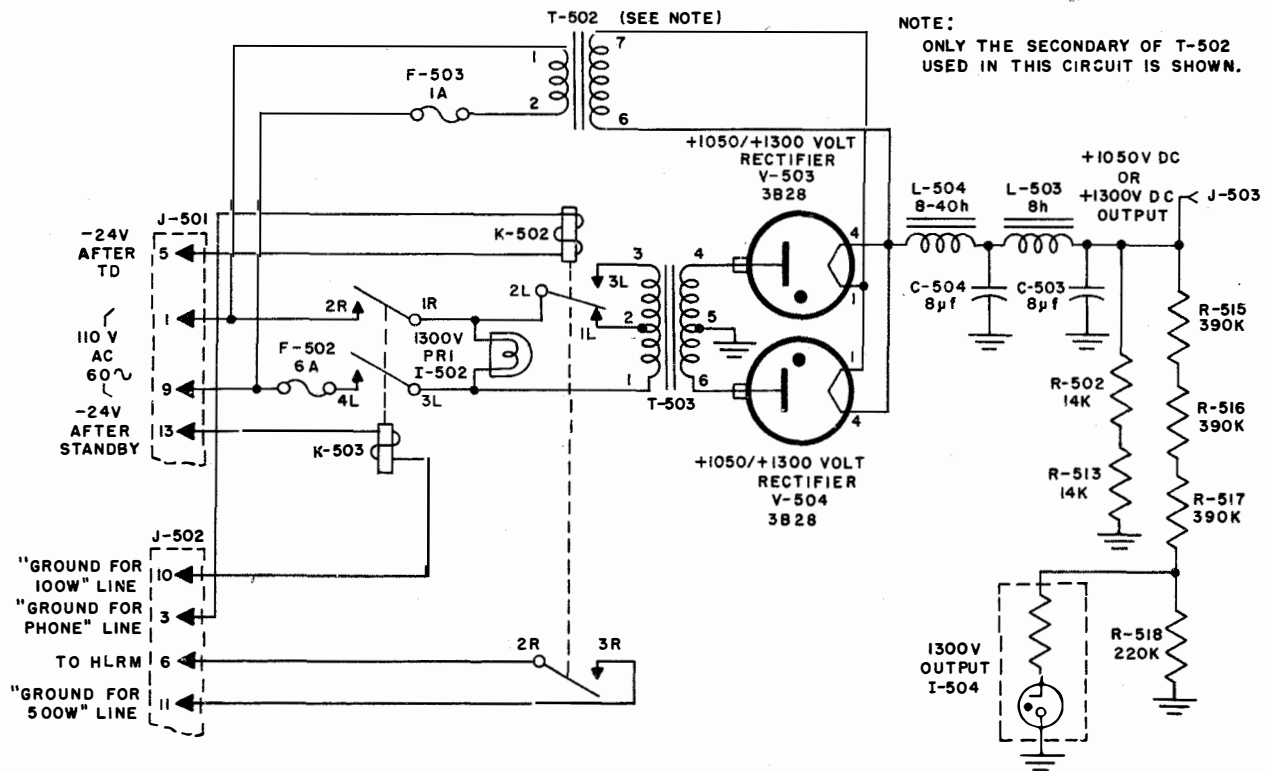 T-502 (SEE NOTE)
NOTE:
ONLY THE SECONDARY OF T-502
USED IN THIS CIRCUIT IS SHOWN.
1
2
7
6
F-503
1A
+1050/+1300 VOLT
RECTIFIER
V-503
3B28
4
1
L-504
8-40h
L-503
8h
+1050V DC
OR
+1300V DC
OUTPUT
J-503
C-504
8µf
C-503
8µf
J-501
-24V
AFTER
TD
5
110 V
AC
60~
1
9
-24V
AFTER
STANDBY
13
K-502
2R
1R
1300V
PRI
I-502
F-502
6A
4L
3L
K-503
2L
3L
1L
3
2
1
4
5
6
T-503
1
4
+1050/+1300 VOLT
RECTIFIER
V-504
3B28
R-515
390K
R-502
14K
R-516
390K
R-513
14K
R-517
390K
R-518
220K
1300V
OUTPUT
I-504
J-502
"GROUND FOR
100W" LINE
10
"GROUND FOR
PHONE" LINE
3
TO HLRM
6
"GROUND FOR
500W" LINE
11
2R
3R